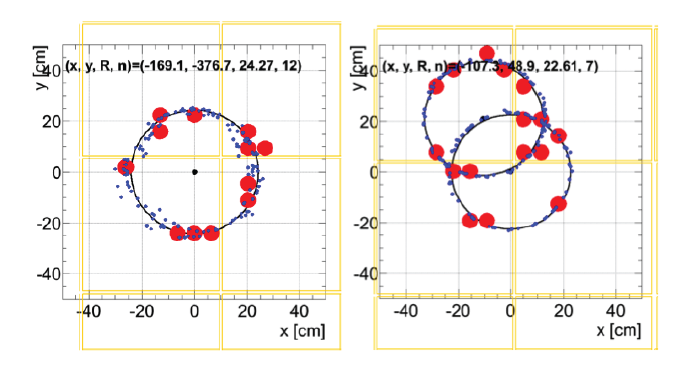 y [cm]
(x, y, R, n)=(-169.1, -376.7, 24.27, 12)
40
20
0
-20
-40
-40 -20 0 20 40
x [cm]
y [cm]
(x, y, R, n)=(-107.3, 48.9, 22.61, 7)
40
20
0
-20
-40
-40 -20 0 20 40
x [cm]